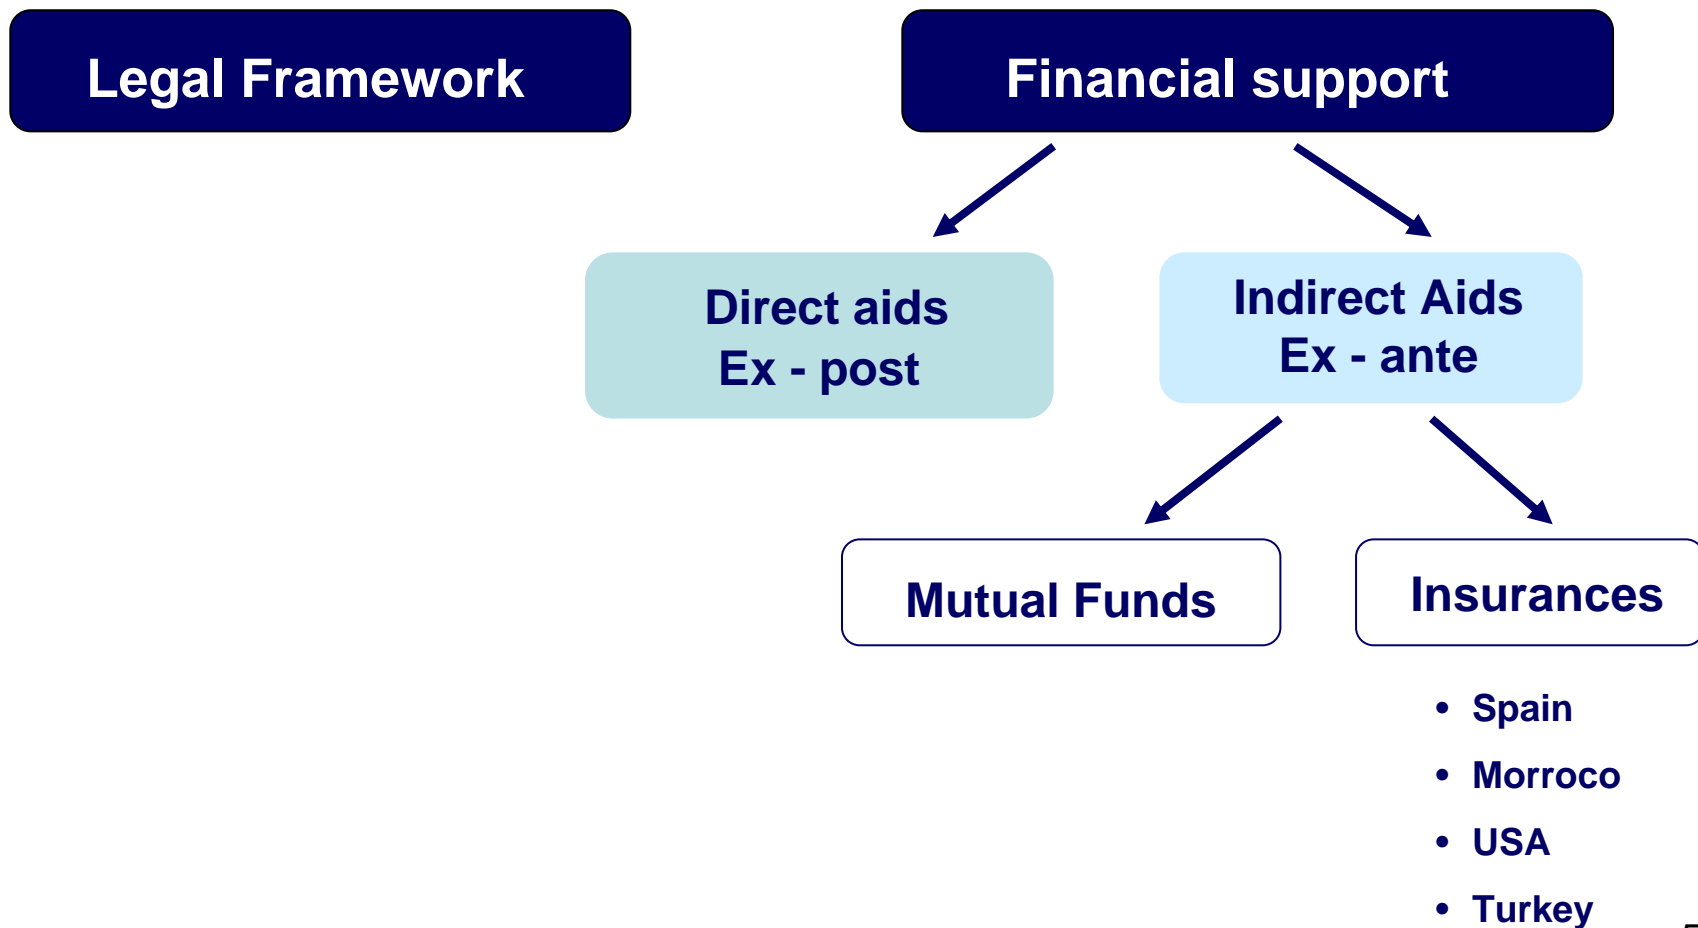 Legal Framework
Financial support
Direct aids
Ex - post
Indirect Aids
Ex - ante
Mutual Funds
Insurances
• Spain
• Morroco
• USA
• Turkey